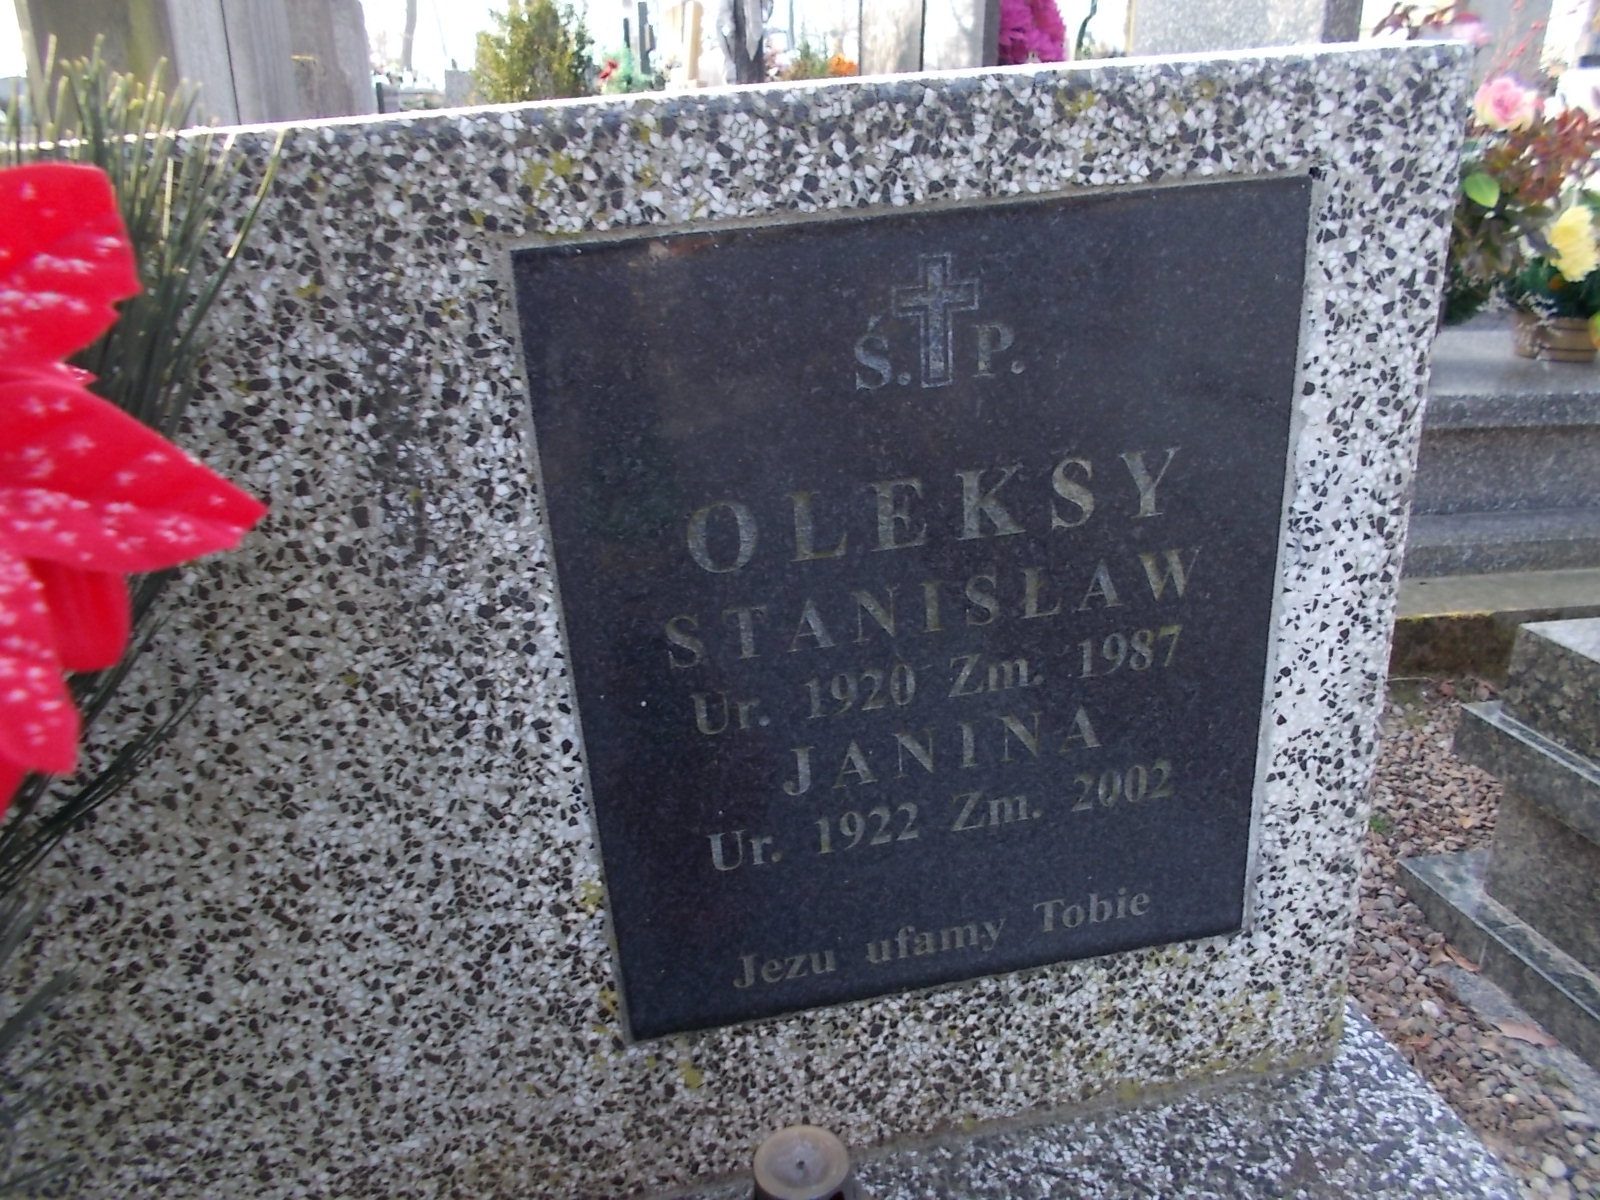 Ś. P.
OLEKSY
STANISŁAW
Ur. 1920 Zm. 1987
JANINA
Ur. 1922 Zm. 2002
Jezu ufamy Tobie